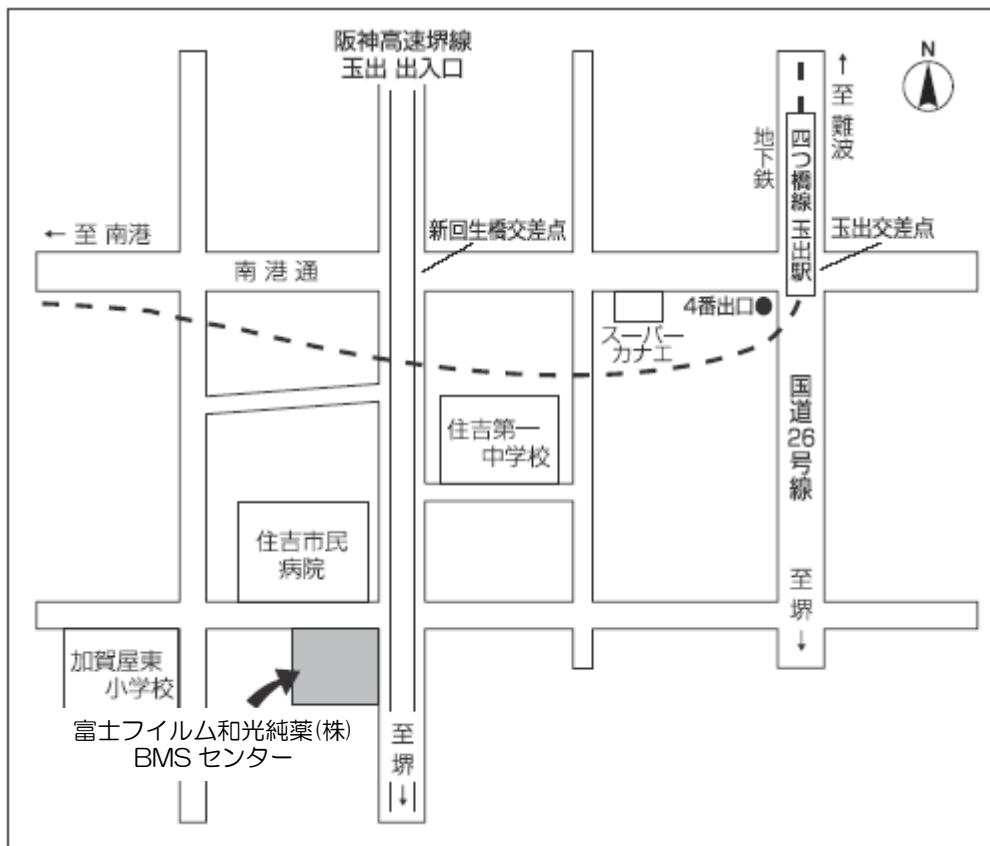 阪神高速堺線
玉出 出入口
N
↑至難波
地下鉄
四つ橋線 玉出駅
← 至 南港
新回生橋交差点
玉出交差点
南港通
4番出口●
スーパー
カナエ
国道26号線
住吉第一
中学校
住吉市民
病院
至堺↓
加賀屋東
小学校
富士フイルム和光純薬(株)
BMS センター
至堺↓